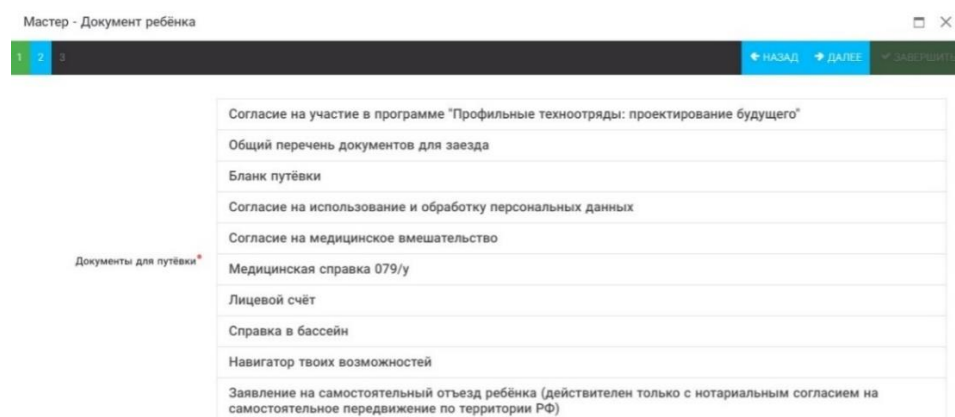 Мастер - Документ ребёнка
1 2 3 НАЗАД ДАЛЕЕ ЗАВЕРШИТЬ
Согласие на участие в программе "Профильные техноотряды: проектирование будущего"
Общий перечень документов для заезда
Бланк путёвки
Согласие на использование и обработку персональных данных
Согласие на медицинское вмешательство
Документы для путёвки*
Медицинская справка 079/у
Лицевой счёт
Справка в бассейн
Навигатор твоих возможностей
Заявление на самостоятельный отъезд ребёнка (действителен только с нотариальным согласием на
самостоятельное передвижение по территории РФ)